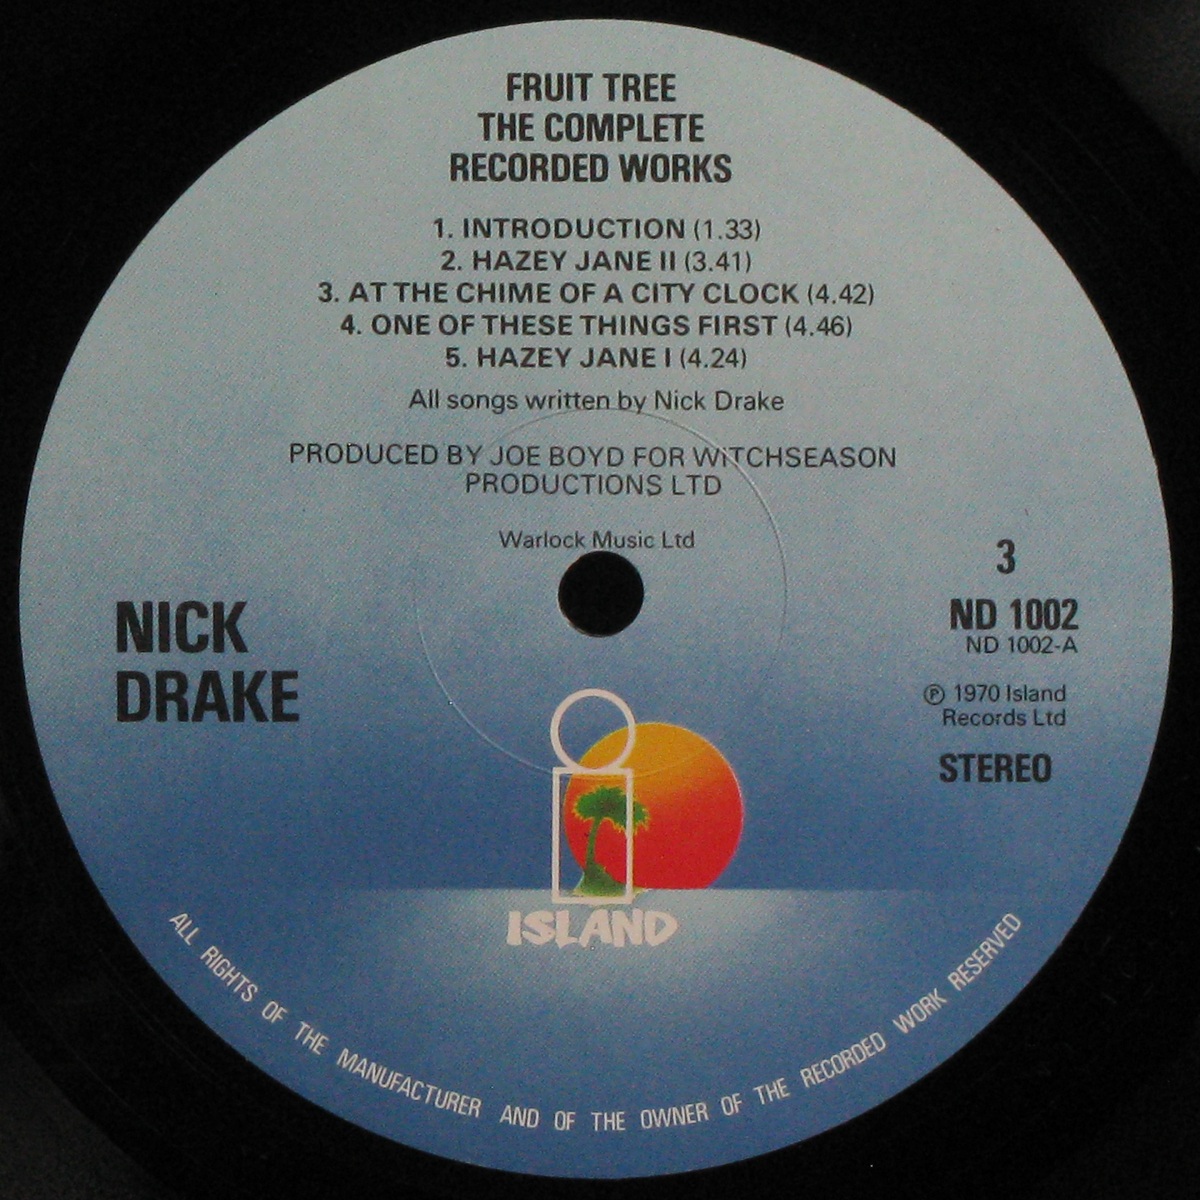 FRUIT TREE
THE COMPLETE
RECORDED WORKS
1. INTRODUCTION (1.33)
2. HAZEY JANE II (3.41)
3. AT THE CHIME OF A CITY CLOCK (4.42)
4. ONE OF THESE THINGS FIRST (4.46)
5. HAZEY JANE I (4.24)
All songs written by Nick Drake
PRODUCED BY JOE BOYD FOR WITCHSEASON
PRODUCTIONS LTD
Warlock Music Ltd
NICK
DRAKE
3
ND 1002
ND 1002-A
℗ 1970 Island
Records Ltd
STEREO
ISLAND
ALL RIGHTS OF THE MANUFACTURER AND OF THE OWNER OF THE RECORDED WORK RESERVED